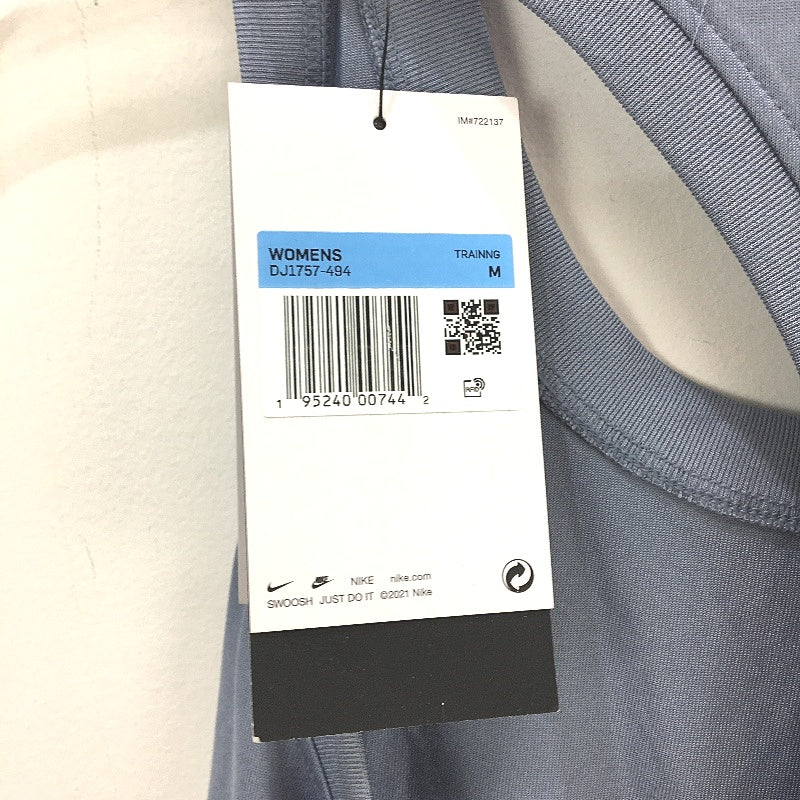 IM#722137
WOMENS TRAINNG
DJ1757-494 M
1 95240 00744 2
RFID
NIKE nike.com
SWOOSH JUST DO IT ©2021 Nike